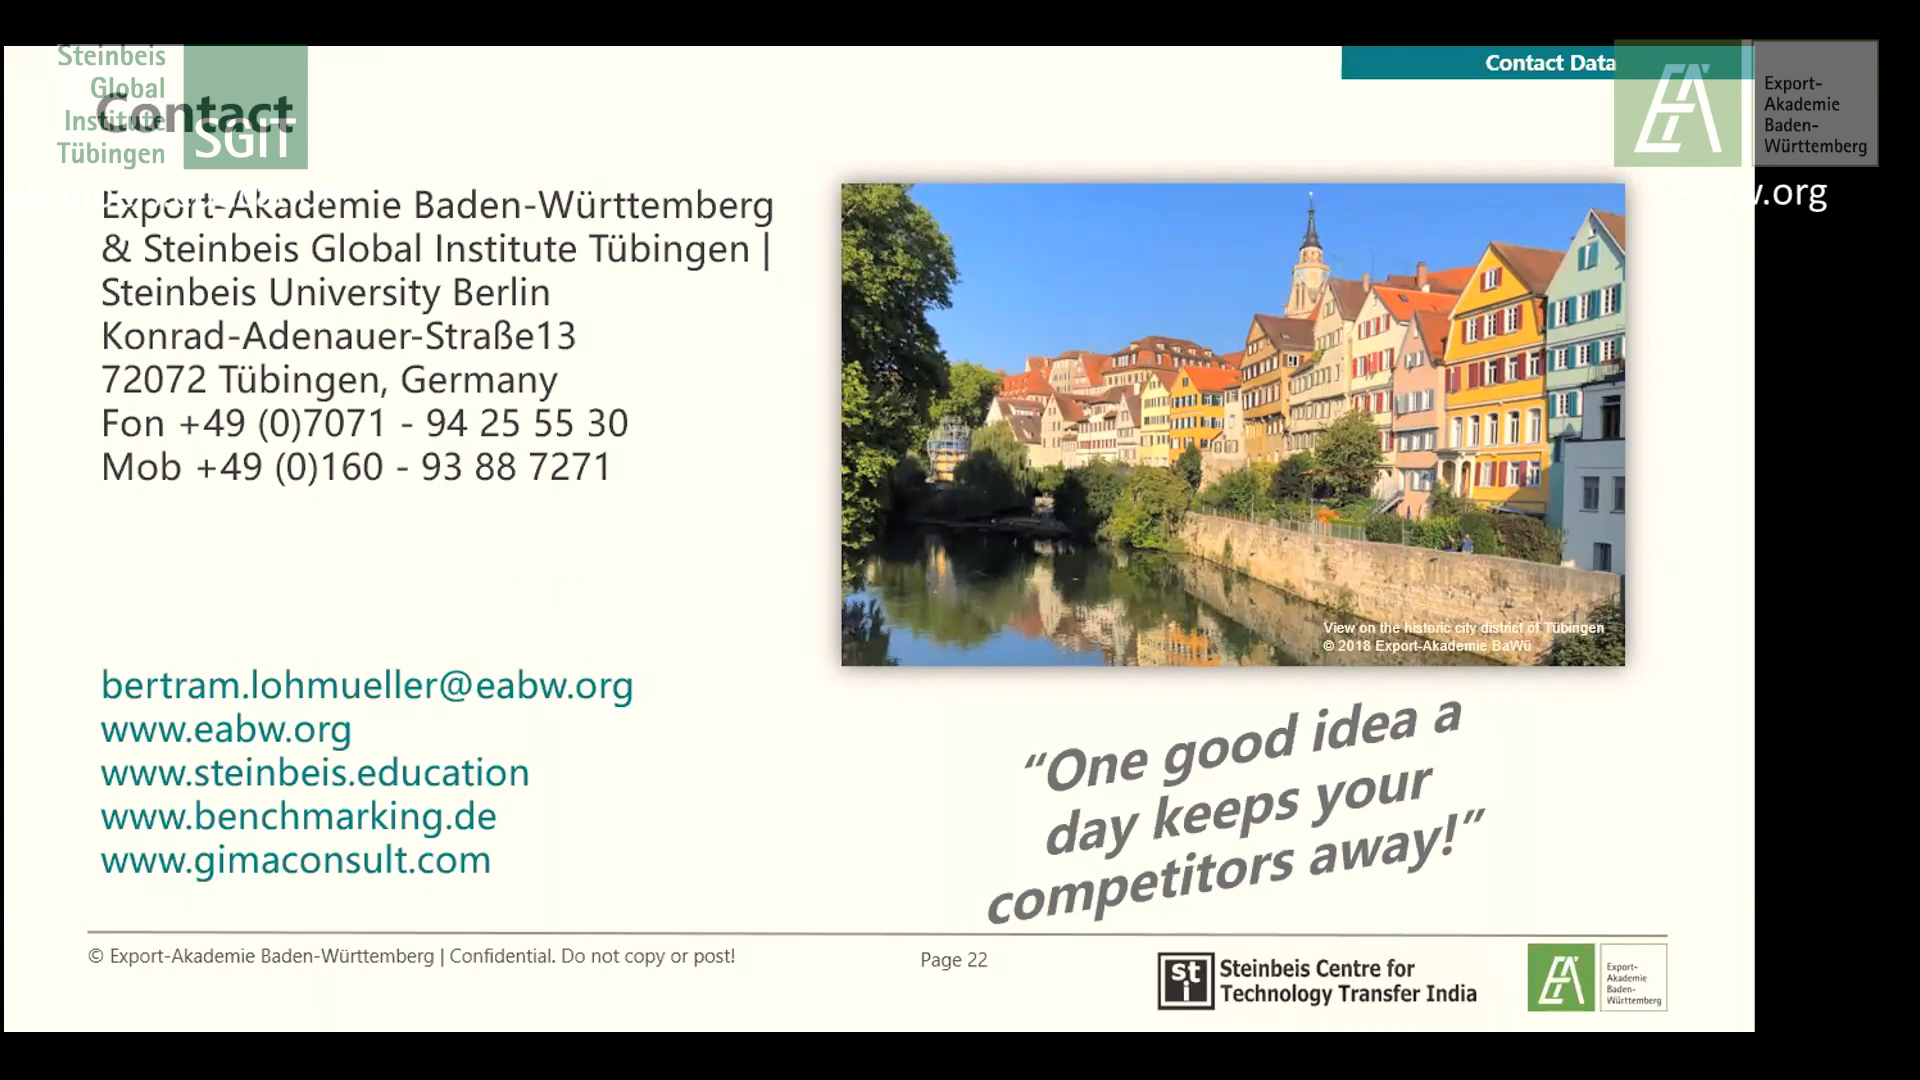 Contact Data
Steinbeis
Global
Institute
Tübingen
SGIT
Contact
Export-
Akademie
Baden-
Württemberg
eabw.org
Export-Akademie Baden-Württemberg
& Steinbeis Global Institute Tübingen |
Steinbeis University Berlin
Konrad-Adenauer-Straße13
72072 Tübingen, Germany
Fon +49 (0)7071 - 94 25 55 30
Mob +49 (0)160 - 93 88 7271
View on the historic city district of Tübingen
© 2018 Export-Akademie BaWü
bertram.lohmueller@eabw.org
www.eabw.org
www.steinbeis.education
www.benchmarking.de
www.gimaconsult.com
“One good idea a
day keeps your
competitors away!”
© Export-Akademie Baden-Württemberg | Confidential. Do not copy or post!
Page 22
sti
Steinbeis Centre for
Technology Transfer India
Export-
Akademie
Baden-
Württemberg